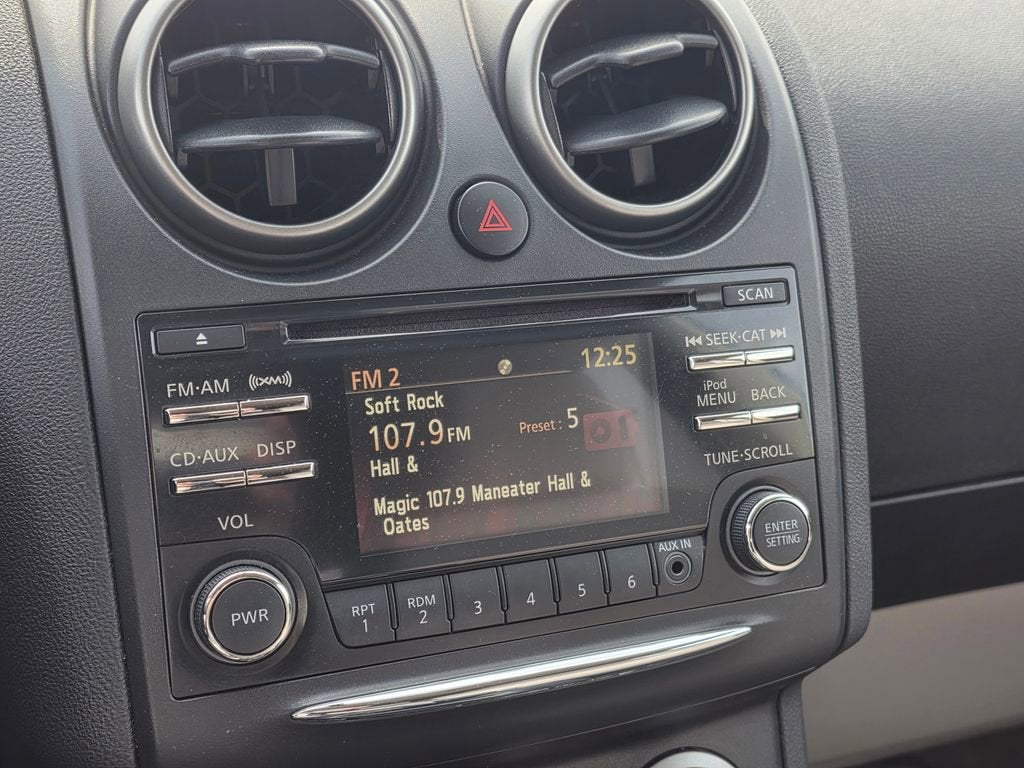 SCAN
FM·AM
((XM))
SEEK·CAT
FM 2
12:25
Soft Rock
107.9 FM
Preset : 5
01
Hall &
Magic 107.9 Maneater Hall &
Oates
CD·AUX
DISP
iPod
MENU
BACK
TUNE·SCROLL
VOL
PWR
ENTER
SETTING
RPT
1
RDM
2
3
4
5
6
AUX IN